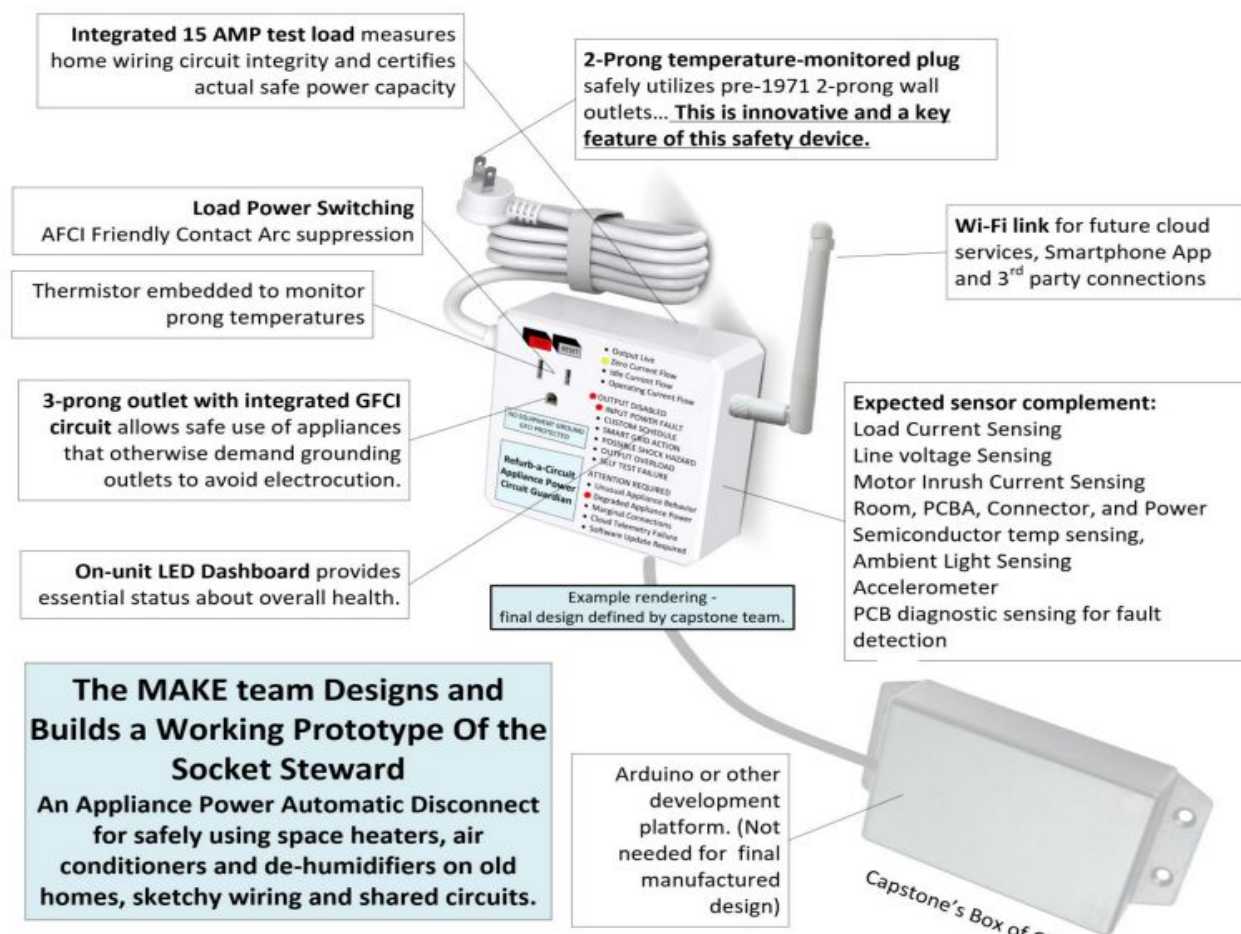 Integrated 15 AMP test load measures
home wiring circuit integrity and certifies
actual safe power capacity
2-Prong temperature-monitored plug
safely utilizes pre-1971 2-prong wall
outlets... This is innovative and a key
feature of this safety device.
Load Power Switching
AFCI Friendly Contact Arc suppression
Wi-Fi link for future cloud
services, Smartphone App
and 3rd party connections
Thermistor embedded to monitor
prong temperatures
3-prong outlet with integrated GFCI
circuit allows safe use of appliances
that otherwise demand grounding
outlets to avoid electrocution.
On-unit LED Dashboard provides
essential status about overall health.
RESET
NO EQUIPMENT GROUND
GFCI PROTECTED
Refurb-a-Circuit
Appliance Power
Circuit Guardian
Output Live
Zero Current Flow
Idle Current Flow
Operating Current Flow
OUTPUT DISABLED
INPUT POWER FAULT
CUSTOM SCHEDULE
SMART GRID ACTION
POSSIBLE SHOCK HAZARD
OUTPUT OVERLOAD
SELF TEST FAILURE
ATTENTION REQUIRED
Unusual Appliance Behavior
Degraded Appliance Power
Marginal Connections
Cloud Telemetry Failure
Software Update Required
Expected sensor complement:
Load Current Sensing
Line voltage Sensing
Motor Inrush Current Sensing
Room, PCBA, Connector, and Power
Semiconductor temp sensing,
Ambient Light Sensing
Accelerometer
PCB diagnostic sensing for fault
detection
Example rendering -
final design defined by capstone team.
The MAKE team Designs and
Builds a Working Prototype Of the
Socket Steward
An Appliance Power Automatic Disconnect
for safely using space heaters, air
conditioners and de-humidifiers on old
homes, sketchy wiring and shared circuits.
Arduino or other
development
platform. (Not
needed for final
manufactured
design)
Capstone's Box of